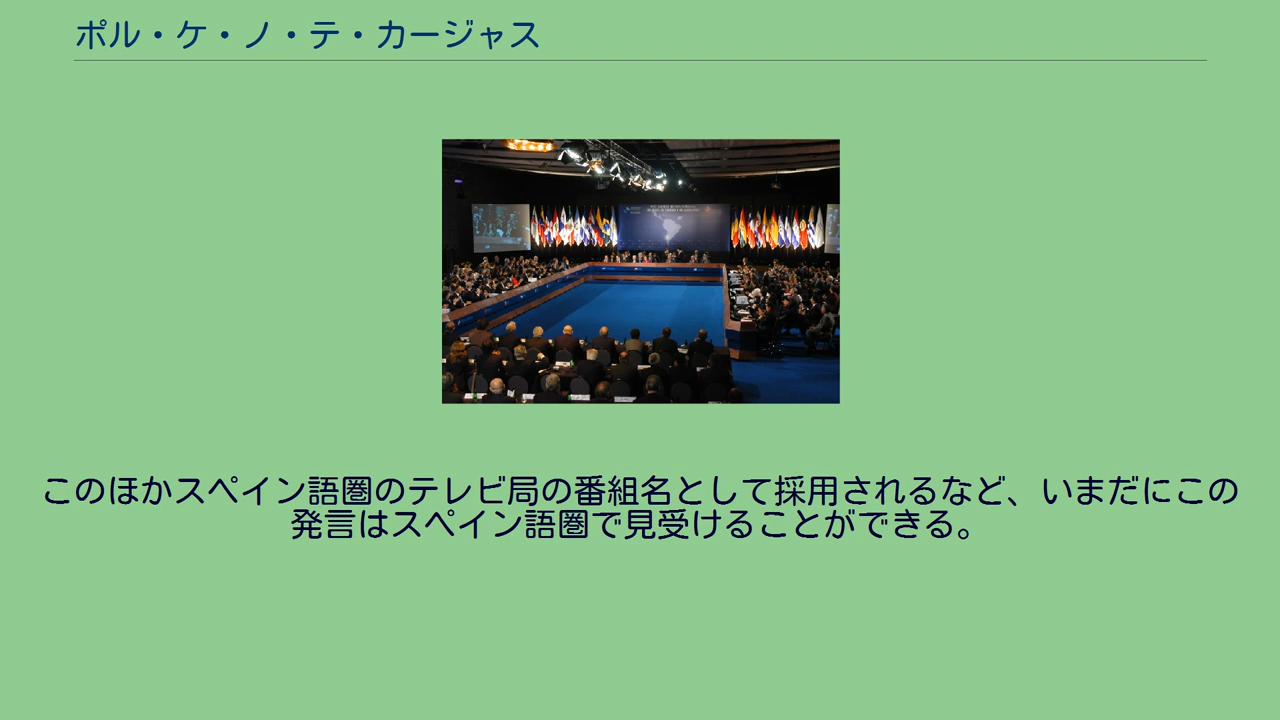 ポル・ケ・ノ・テ・カージャス
このほかスペイン語圏のテレビ局の番組名として採用されるなど、いまだにこの
発言はスペイン語圏で見受けることができる。